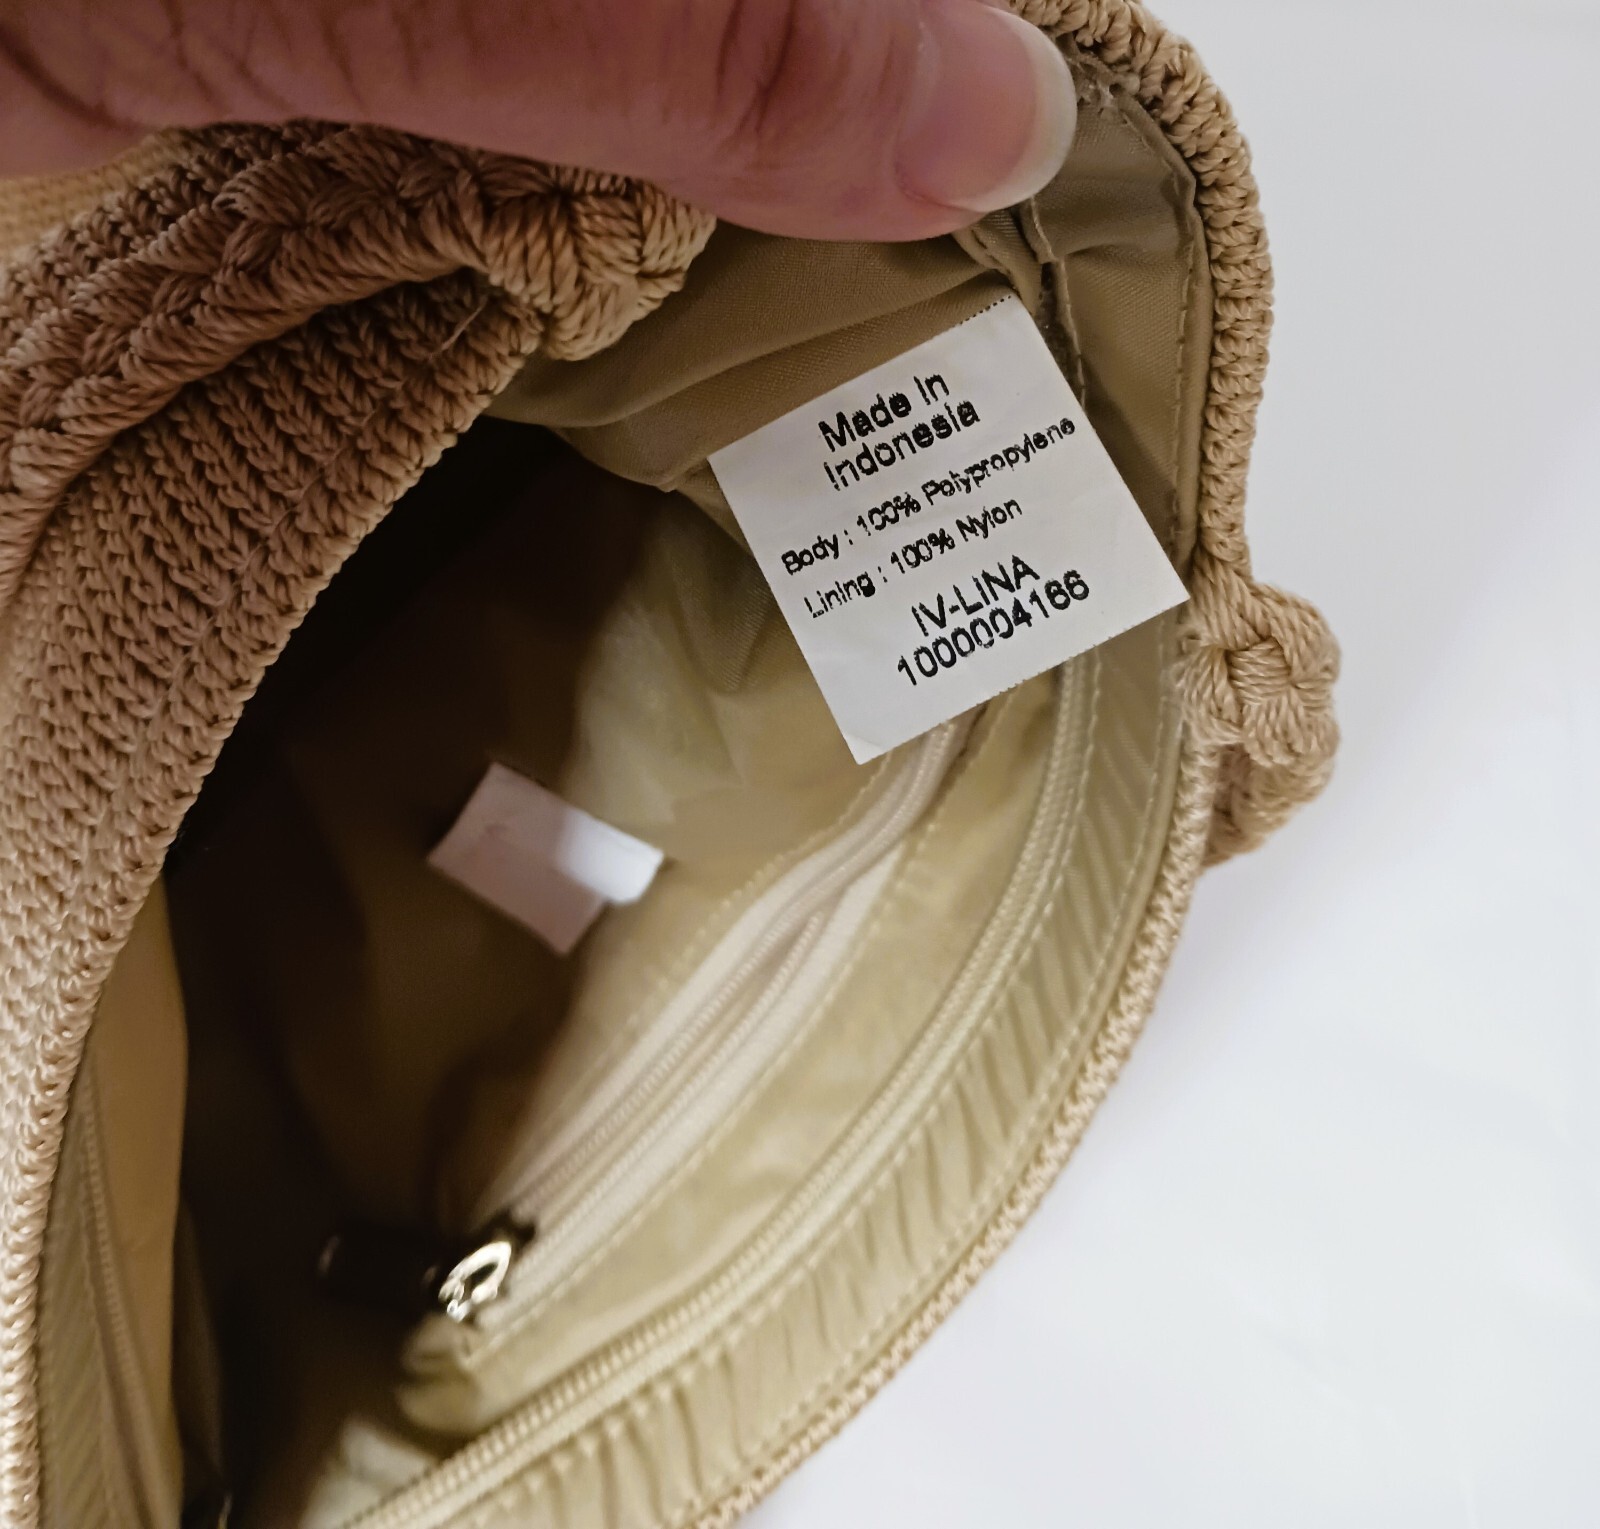 Made In
Indonesia
Body : 100% Polypropylene
Lining : 100% Nylon
IV-LINA
1000004166